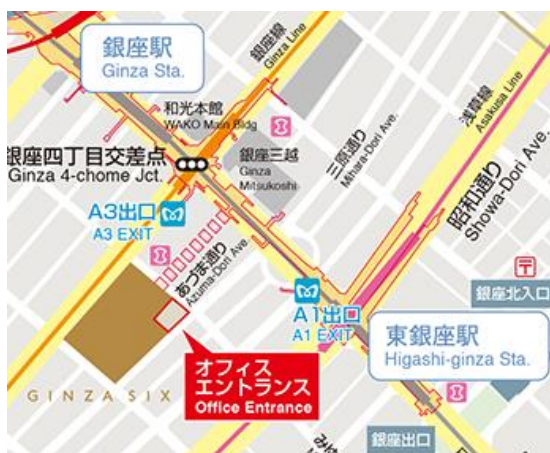 銀座駅
Ginza Sta.
銀座線
Ginza Line
和光本館
WAKO Main Bldg
浅草線
Asakusa Line
銀座四丁目交差点
Ginza 4-chome Jct.
銀座三越
Ginza
Mitsukoshi
三原通り
Mihara-Dori Ave.
昭和通り
Showa-Dori Ave.
A3出口
A3 EXIT
あづま通り
Azuma-Dori Ave.
A1出口
A1 EXIT
銀座北入口
東銀座駅
Higashi-ginza Sta.
オフィス
エントランス
Office Entrance
GINZA SIX
銀座出口